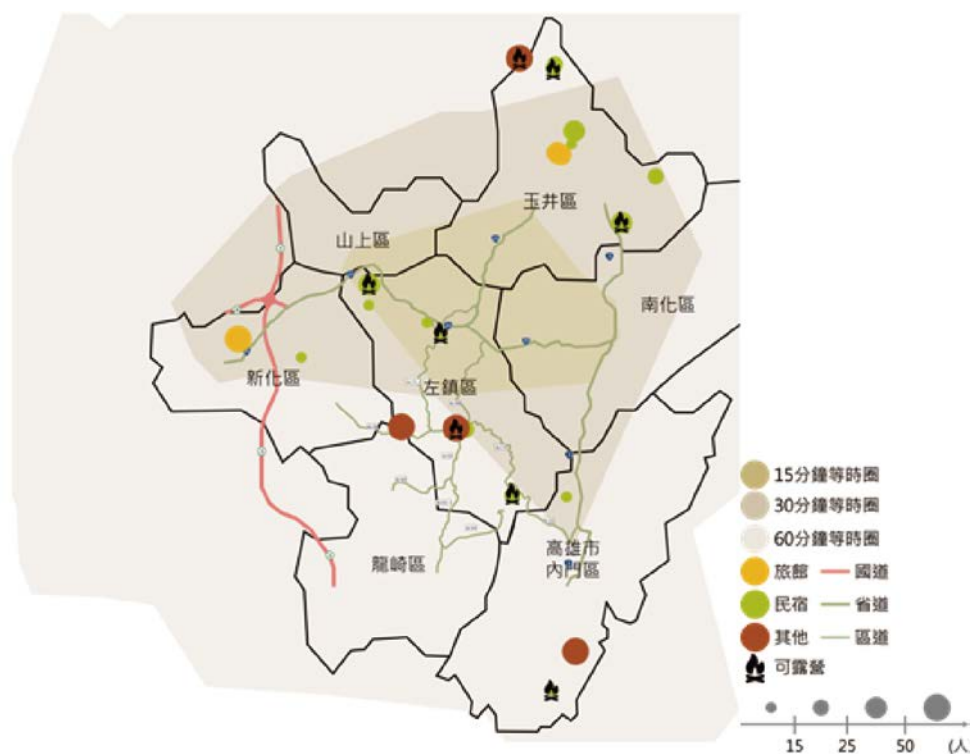 玉井區
山上區
南化區
新化區
左鎮區
龍崎區
高雄市
內門區
15分鐘等時圈
30分鐘等時圈
60分鐘等時圈
旅館 國道
民宿 省道
其他 區道
可露營
15 25 50 (人